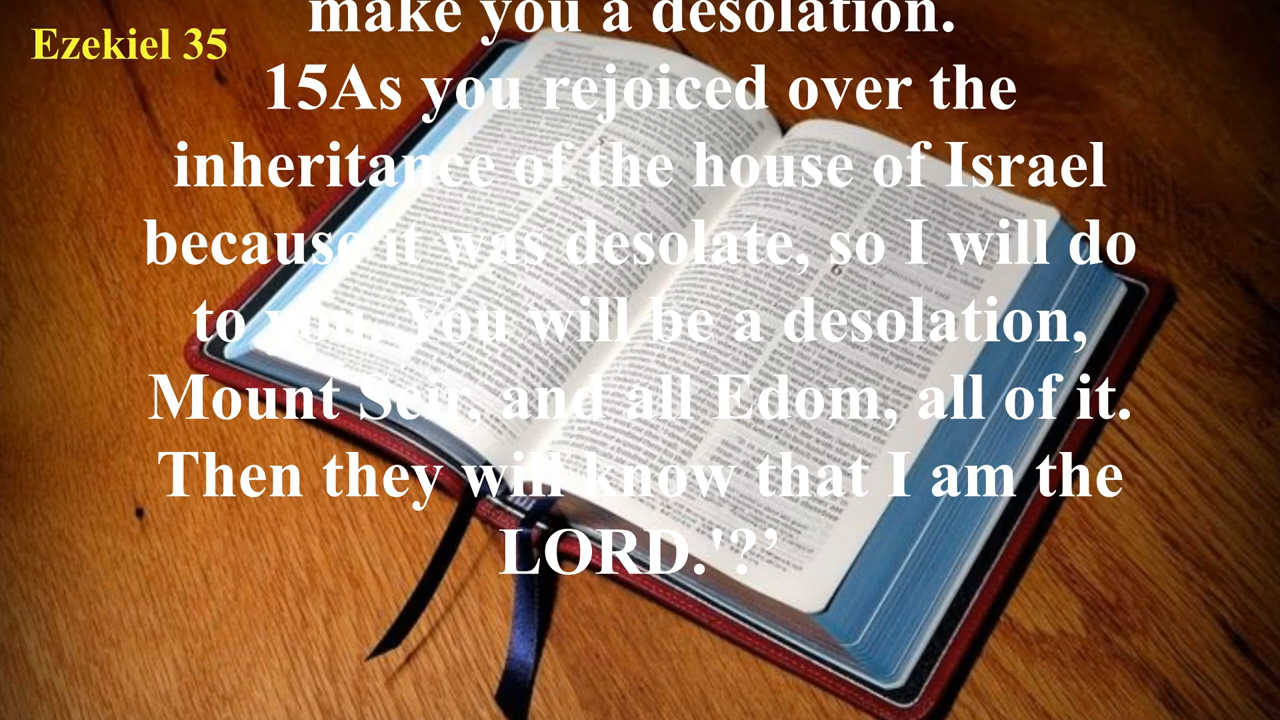 make you a desolation.
Ezekiel 35
15As you rejoiced over the
inheritance of the house of Israel
because it was desolate, so I will do
to you. You will be a desolation,
Mount Seir, and all Edom, all of it.
Then they will know that I am the
LORD.'?’